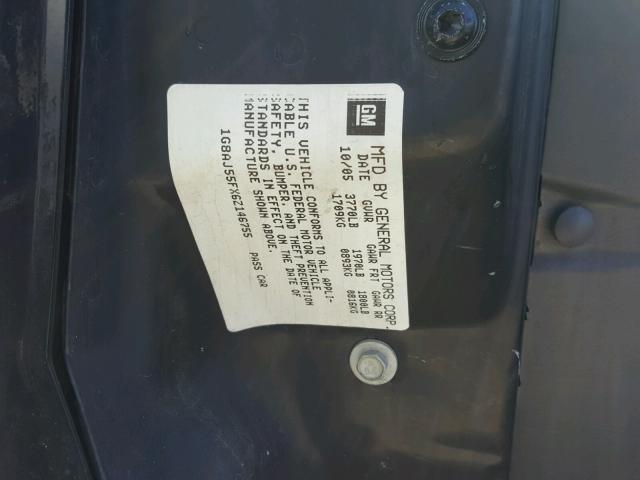 GM
MFD BY GENERAL MOTORS CORP.
DATE GVWR GAWR FRT GAWR RR
10/05 3770LB 1970LB 1800LB
1709KG 0893KG 0816KG
THIS VEHICLE CONFORMS TO ALL APPLI-
CABLE U.S. FEDERAL MOTOR VEHICLE
SAFETY, BUMPER, AND THEFT PREVENTION
STANDARDS IN EFFECT ON THE DATE OF
MANUFACTURE SHOWN ABOVE.
1G8AJ55FX6Z146755 PASS CAR